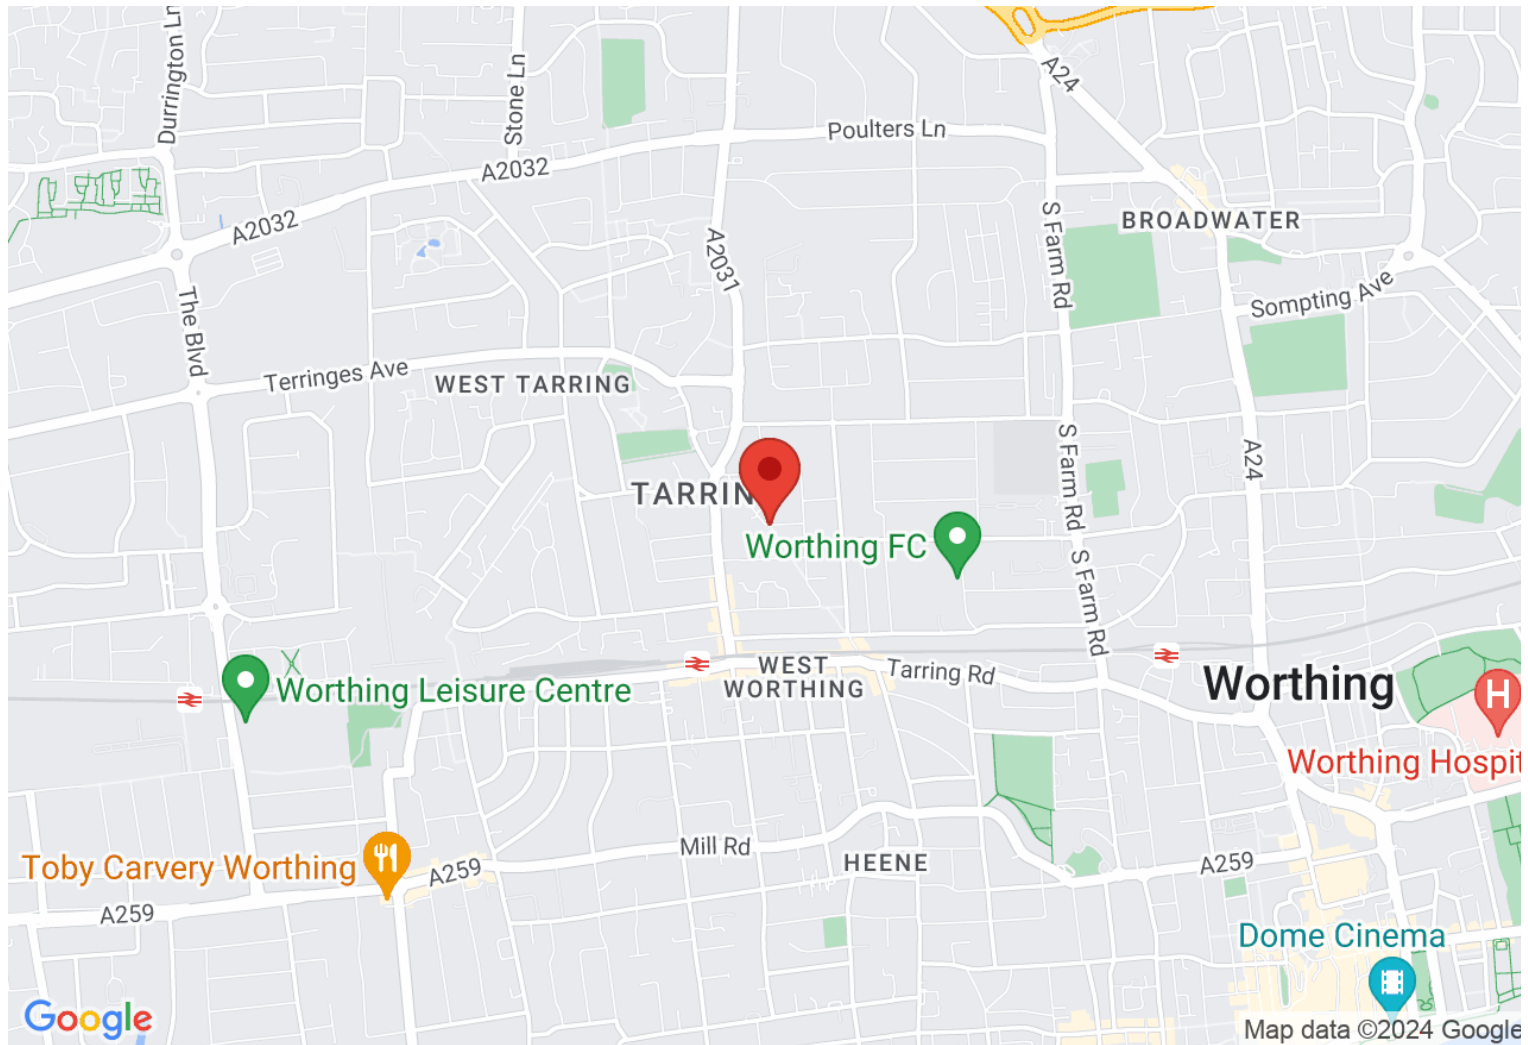 Durrington Ln
Stone Ln
A24
Poulters Ln
A2032
A2032
S Farm Rd
BROADWATER
A2031
The Blvd
Sompting Ave
Terringes Ave
WEST TARRING
S Farm Rd
A24
TARRIN
Worthing FC
S Farm Rd
WEST
WORTHING
Tarring Rd
Worthing
Worthing Leisure Centre
H
Worthing Hospit
Mill Rd
HEENE
A259
Toby Carvery Worthing
A259
A259
Dome Cinema
Google
Map data ©2024 Google